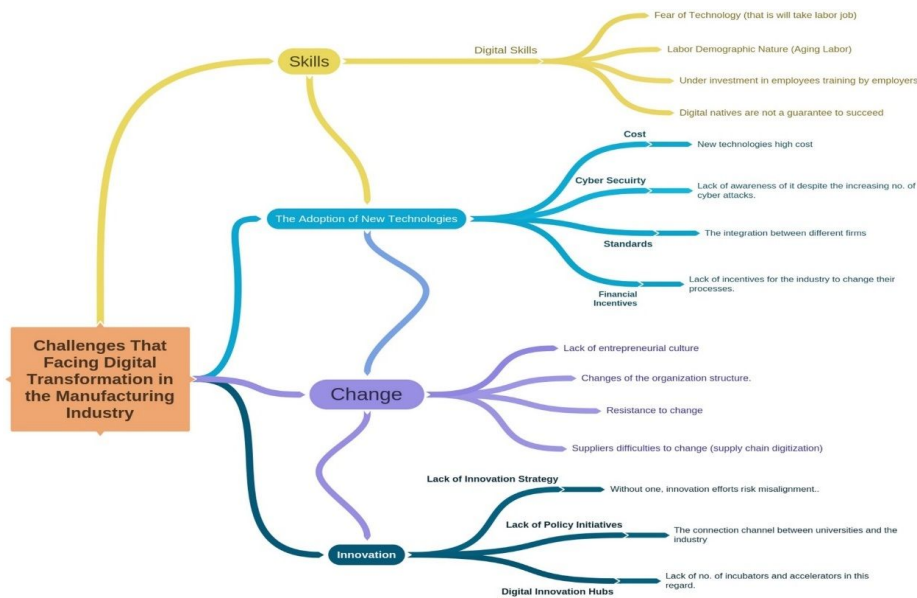 Challenges That
Facing Digital
Transformation in
the Manufacturing
Industry
Skills
Digital Skills
Fear of Technology (that is will take labor job)
Labor Demographic Nature (Aging Labor)
Under investment in employees training by employers
Digital natives are not a guarantee to succeed
The Adoption of New Technologies
Cost
New technologies high cost
Cyber Secuirty
Lack of awareness of it despite the increasing no. of
cyber attacks.
Standards
The integration between different firms
Financial
Incentives
Lack of incentives for the industry to change their
processes.
Change
Lack of entrepreneurial culture
Changes of the organization structure.
Resistance to change
Suppliers difficulties to change (supply chain digitization)
Innovation
Lack of Innovation Strategy
Without one, innovation efforts risk misalignment..
Lack of Policy Initiatives
The connection channel between universities and the
industry
Digital Innovation Hubs
Lack of no. of incubators and accelerators in this
regard.